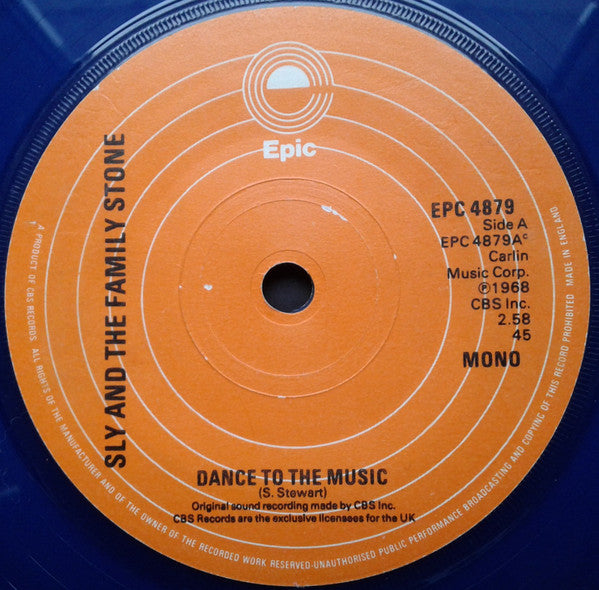 Epic
SLY AND THE FAMILY STONE
EPC 4879
Side A
EPC 4879Aᶜ
Carlin
Music Corp.
℗1968
CBS Inc.
2.58
45
MONO
DANCE TO THE MUSIC
(S. Stewart)
Original sound recording made by CBS Inc.
CBS Records are the exclusive licensees for the UK
A PRODUCT OF CBS RECORDS. ALL RIGHTS OF THE MANUFACTURER AND OF THE OWNER OF THE RECORDED WORK RESERVED-UNAUTHORISED PUBLIC PERFORMANCE BROADCASTING AND COPYING OF THIS RECORD PROHIBITED MADE IN ENGLAND